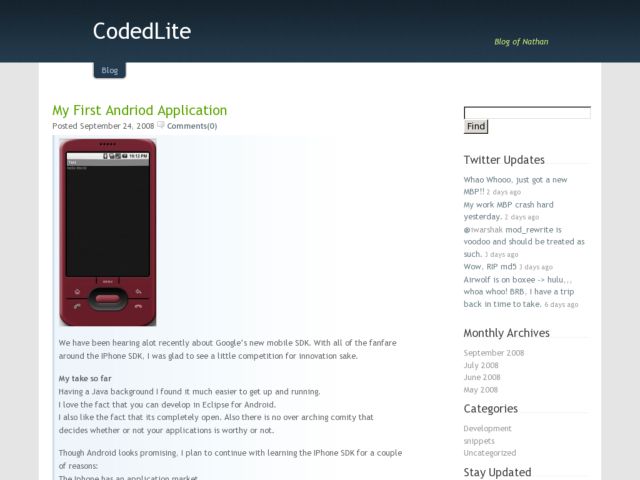 CodedLite
Blog of Nathan
Blog
My First Andriod Application
Posted September 24, 2008 Comments(0)
10:12 PM
We have been hearing alot recently about Google's new mobile SDK. With all of the fanfare
around the IPhone SDK, I was glad to see a little competition for innovation sake.
My take so far
Having a Java background I found it much easier to get up and running.
I love the fact that you can develop in Eclipse for Android.
I also like the fact that its completely open. Also there is no over arching comity that
decides whether or not your applications is worthy or not.
Though Android looks promising, I plan to continue with learning the iPhone SDK for a couple
of reasons:
The Iphone has an application market
Find
Twitter Updates
Whao Whooo, just got a new
MBP!! 2 days ago
My work MBP crash hard
yesterday. 2 days ago
@iwarshak mod_rewrite is
voodoo and should be treated as
such. 3 days ago
Wow. RIP md5 3 days ago
Airwolf is on boxee -> hulu...
whoa whoo! BRB, I have a trip
back in time to take. 6 days ago
Monthly Archives
September 2008
July 2008
June 2008
May 2008
Categories
Development
snippets
Uncategorized
Stay Updated